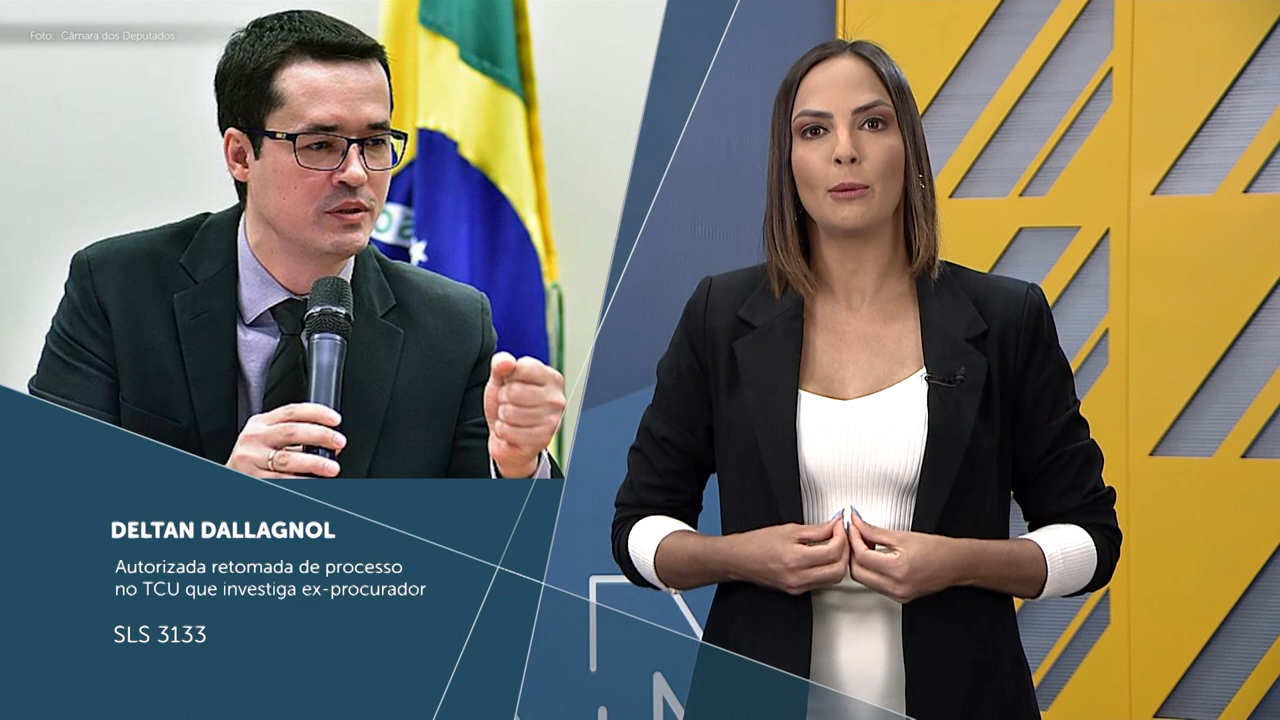 Foto: Câmara dos Deputados
DELTAN DALLAGNOL
Autorizada retomada de processo
no TCU que investiga ex-procurador
SLS 3133